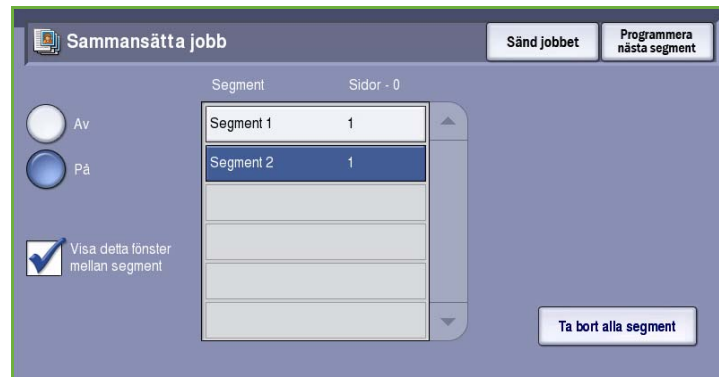 Sammansätta jobb
Sänd jobbet
Programmera
nästa segment
Segment Sidor - 0
Av
På
Segment 1 1
Segment 2 1
Visa detta fönster
mellan segment
Ta bort alla segment